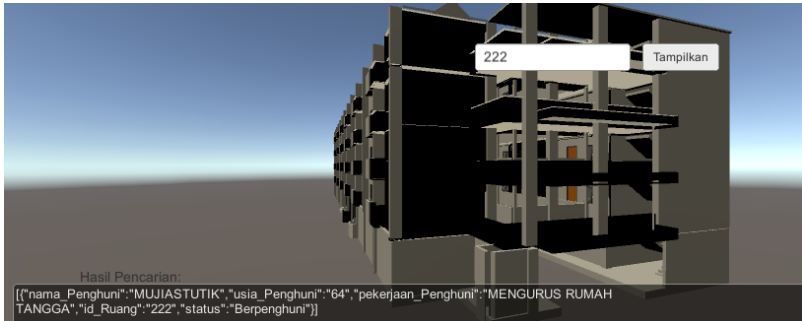 222
Tampilkan
Hasil Pencarian:
[{"nama_Penghuni":"MUJIASTUTIK","usia_Penghuni":"64","pekerjaan_Penghuni":"MENGURUS RUMAH
TANGGA","id_Ruang":"222","status":"Berpenghuni"}]